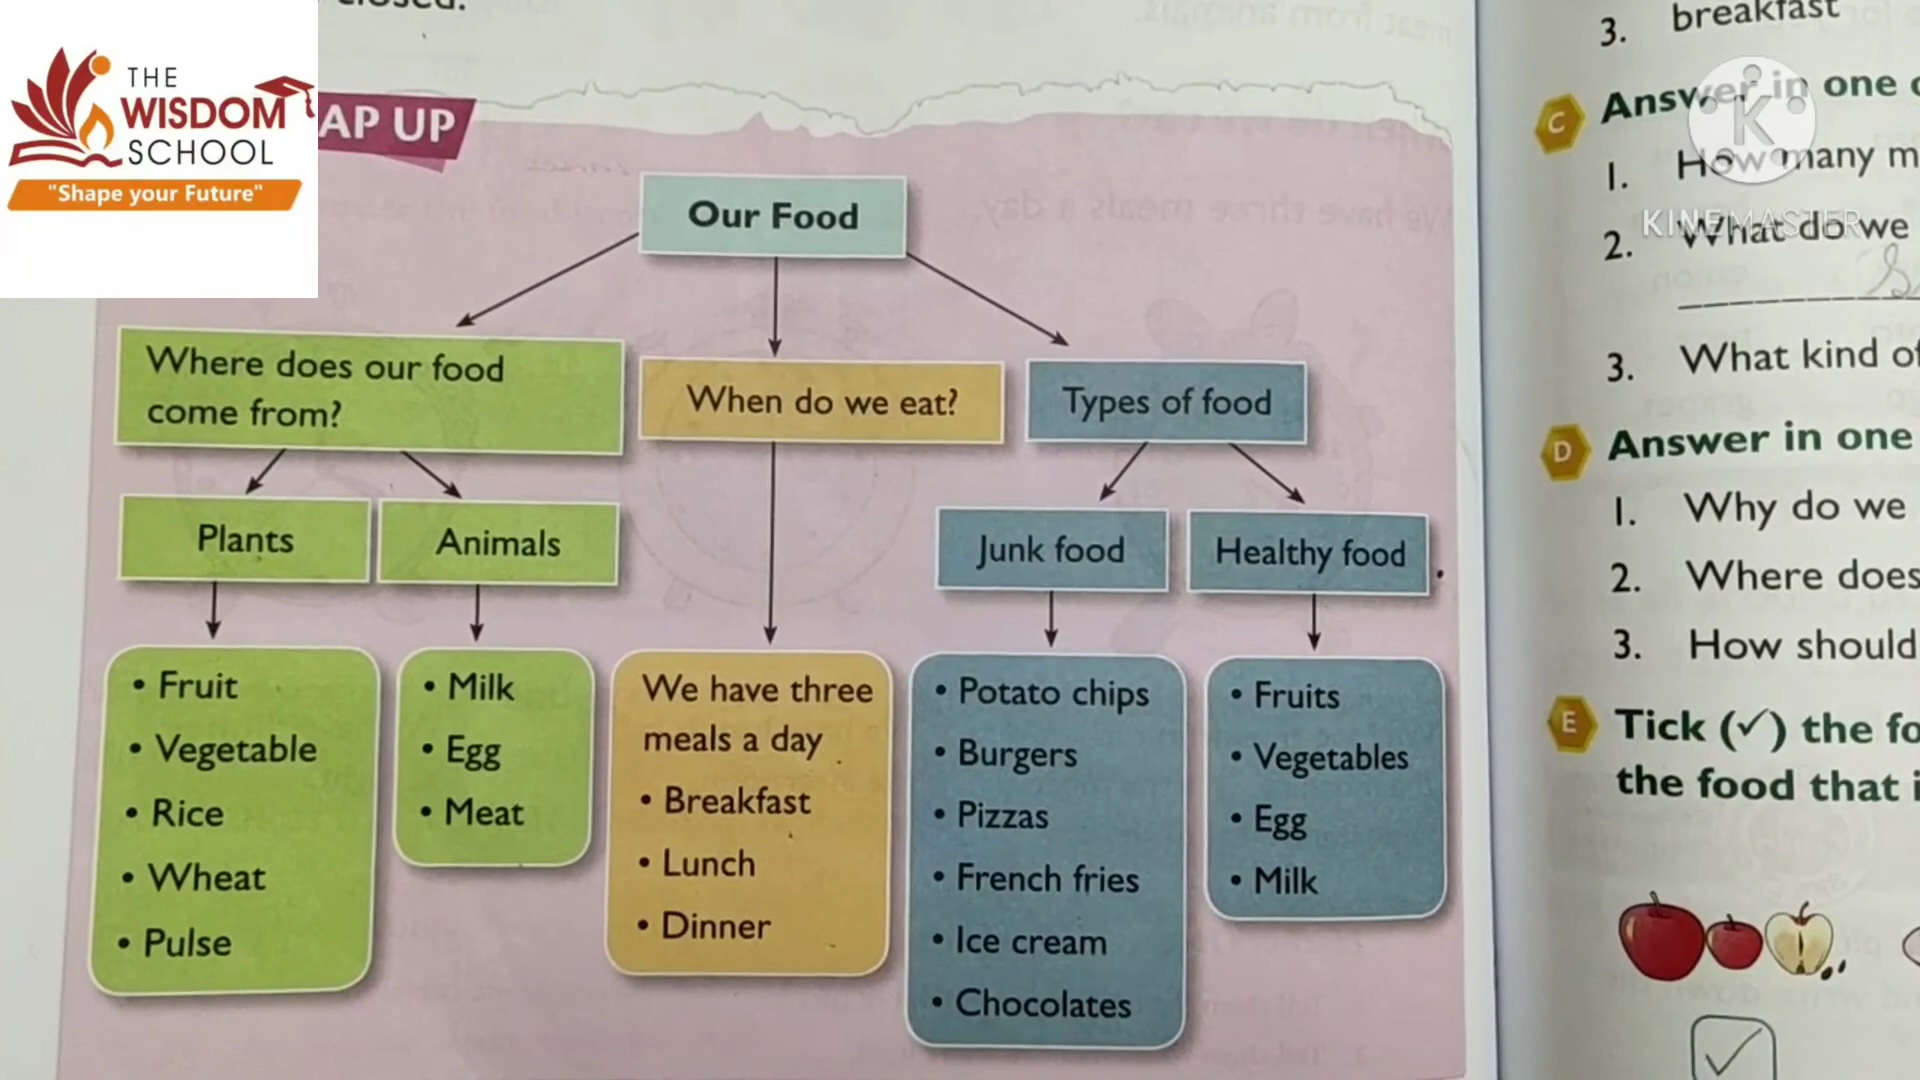 closed.
THE
WISDOM
SCHOOL
"Shape your Future"
AP UP
Our Food
Where does our food
come from?
When do we eat?
Types of food
Plants
Animals
Junk food
Healthy food
• Fruit
• Vegetable
• Rice
• Wheat
• Pulse
• Milk
• Egg
• Meat
We have three
meals a day
• Breakfast
• Lunch
• Dinner
• Potato chips
• Burgers
• Pizzas
• French fries
• Ice cream
• Chocolates
• Fruits
• Vegetables
• Egg
• Milk
3. breakfast
C Answer in one
K
KINEMASTER
1. How many m
2. What do we
3. What kind of
D Answer in one
1. Why do we
2. Where does
3. How should
E Tick (✓) the fo
the food that i